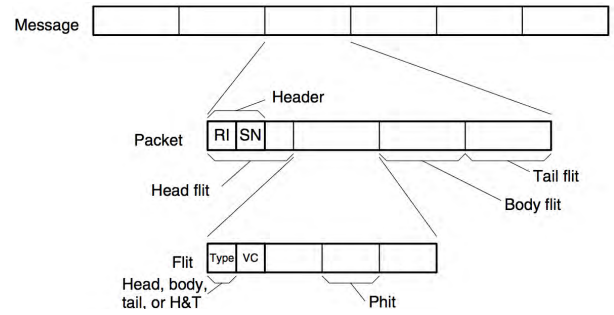 Message
Header
Packet
RI
SN
Head flit
Tail flit
Body flit
Flit
Type
VC
Head, body,
tail, or H&T
Phit